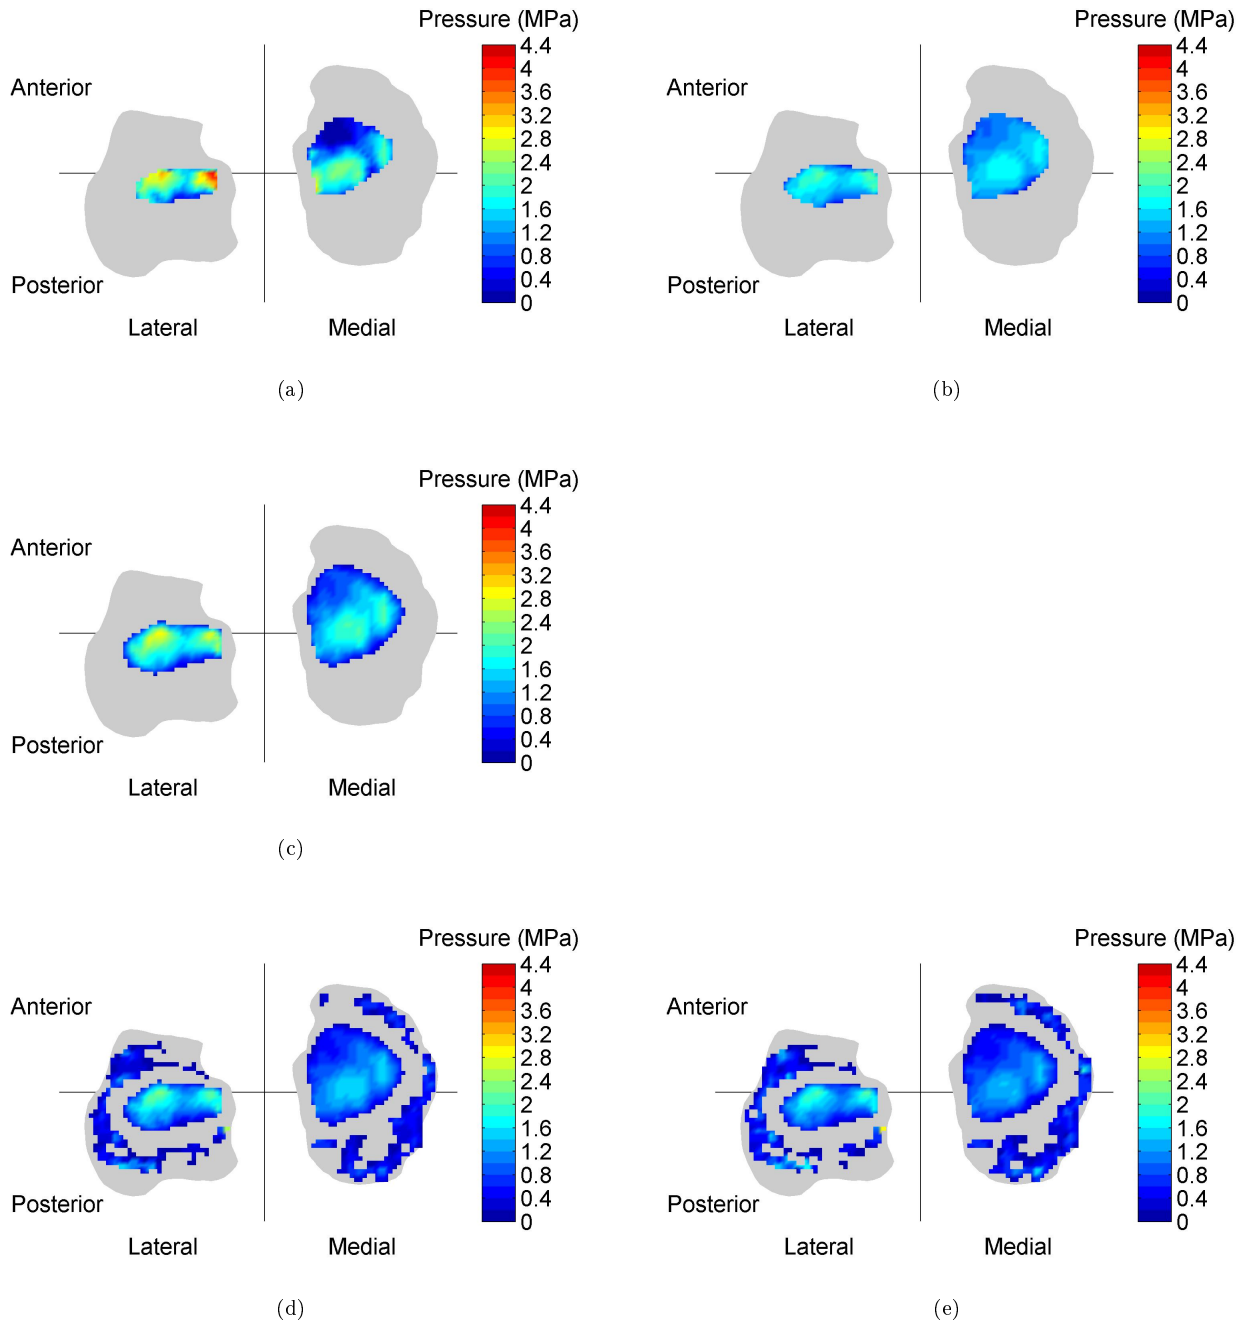 Pressure (MPa)
4.4
4
3.6
3.2
2.8
2.4
2
1.6
1.2
0.8
0.4
0
Anterior
Posterior
Lateral
Medial
(a)
Pressure (MPa)
4.4
4
3.6
3.2
2.8
2.4
2
1.6
1.2
0.8
0.4
0
Anterior
Posterior
Lateral
Medial
(b)
Pressure (MPa)
4.4
4
3.6
3.2
2.8
2.4
2
1.6
1.2
0.8
0.4
0
Anterior
Posterior
Lateral
Medial
(c)
Pressure (MPa)
4.4
4
3.6
3.2
2.8
2.4
2
1.6
1.2
0.8
0.4
0
Anterior
Posterior
Lateral
Medial
(d)
Pressure (MPa)
4.4
4
3.6
3.2
2.8
2.4
2
1.6
1.2
0.8
0.4
0
Anterior
Posterior
Lateral
Medial
(e)